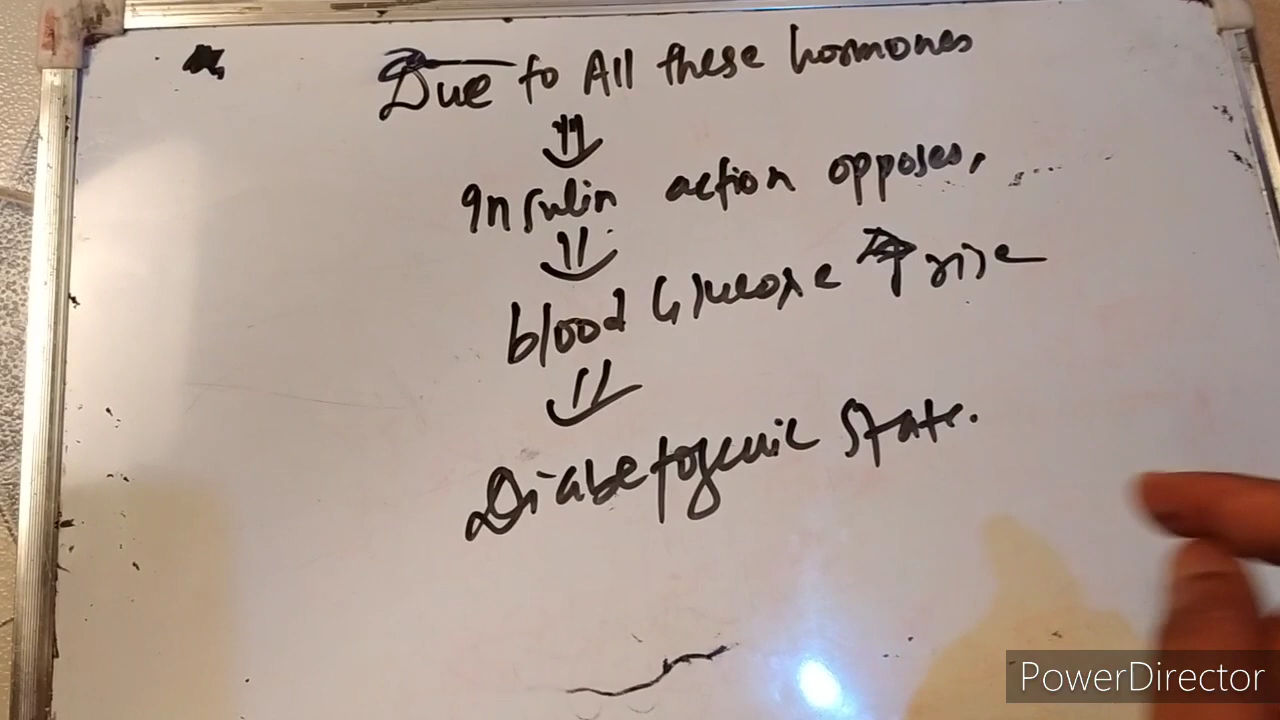 Due to All these hormones
Insulin action opposes,
blood Glucose ↑ rise
Diabetogenic state.
PowerDirector